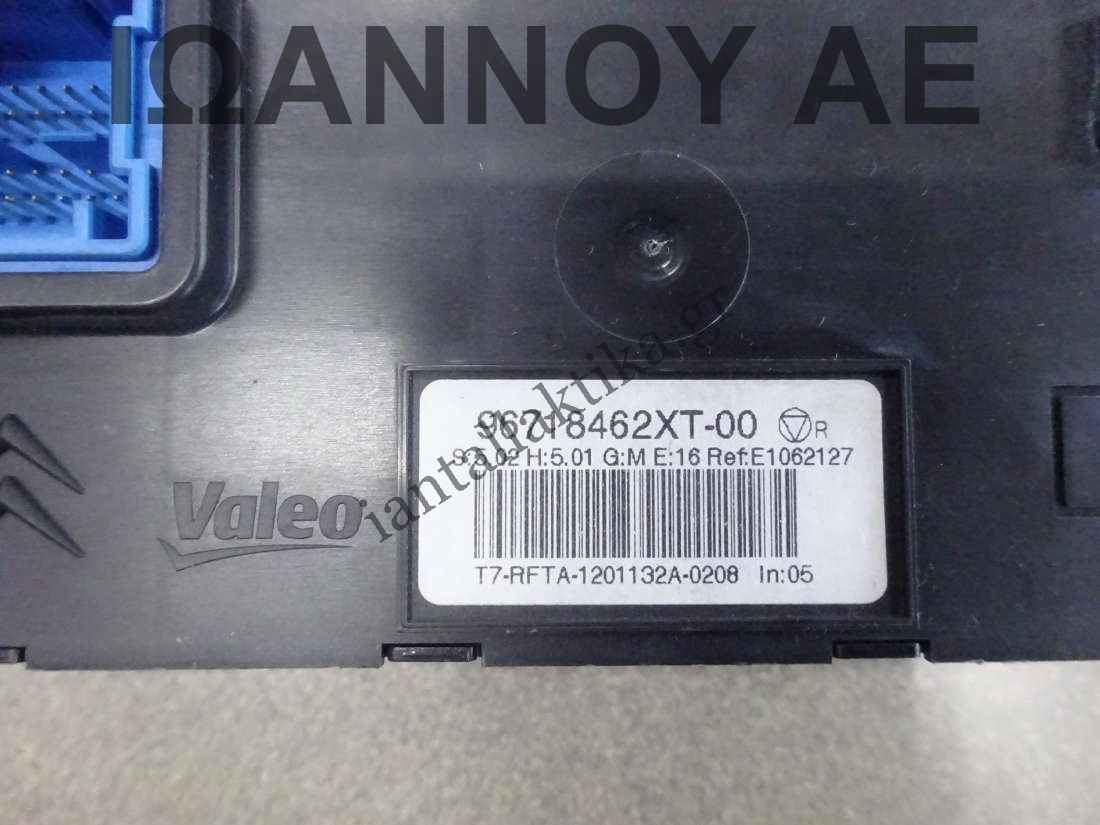 ΙΩΑΝΝΟΥ ΑΕ
96718462XT-00 R
S:5.02 H:5.01 G:M E:16 Ref:E1062127
Valeo
iantallaktika.gr
T7-RFTA-1201132A-0208 In:05